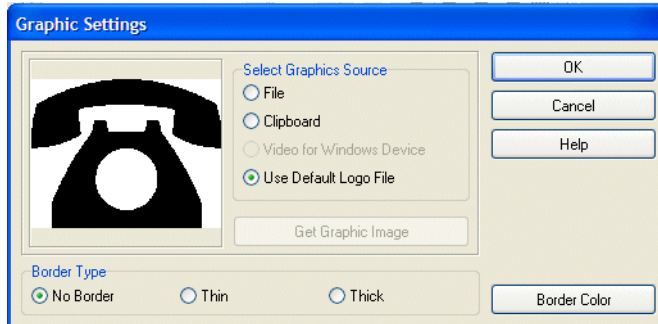 Graphic Settings
Select Graphics Source
File
Clipboard
Video for Windows Device
Use Default Logo File
Get Graphic Image
OK
Cancel
Help
Border Type
No Border
Thin
Thick
Border Color